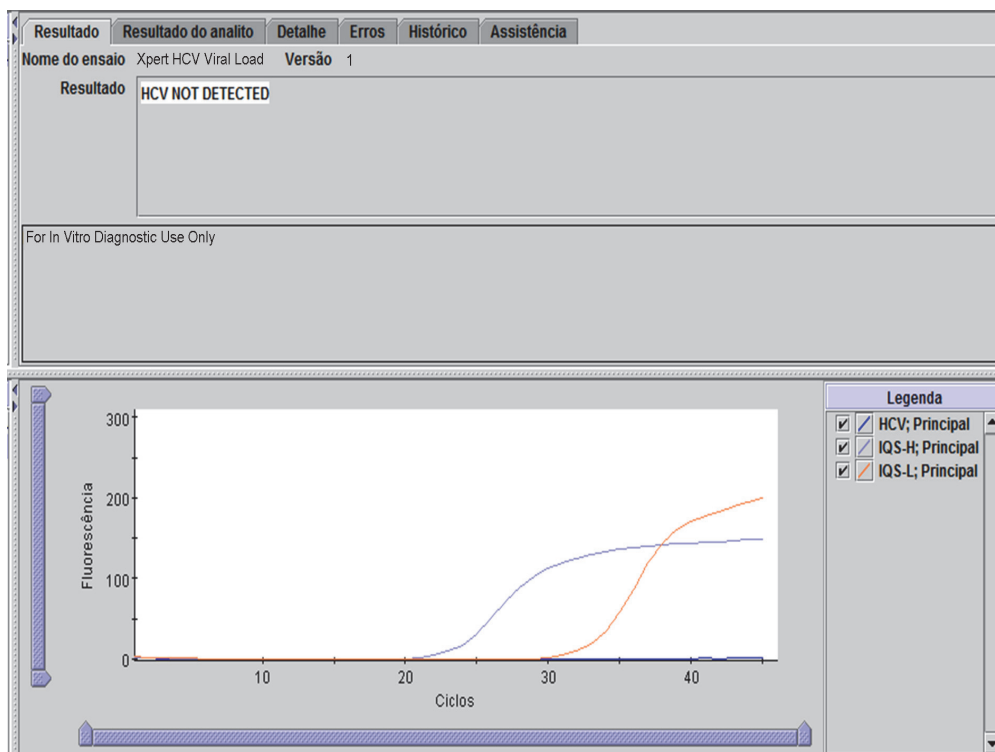 Resultado Resultado do analito Detalhe Erros Histórico Assistência
Nome do ensaio Xpert HCV Viral Load Versão 1
Resultado HCV NOT DETECTED
For In Vitro Diagnostic Use Only
Legenda
HCV; Principal
IQS-H; Principal
IQS-L; Principal
300
200
100
0
Fluorescência
10 20 30 40
Ciclos